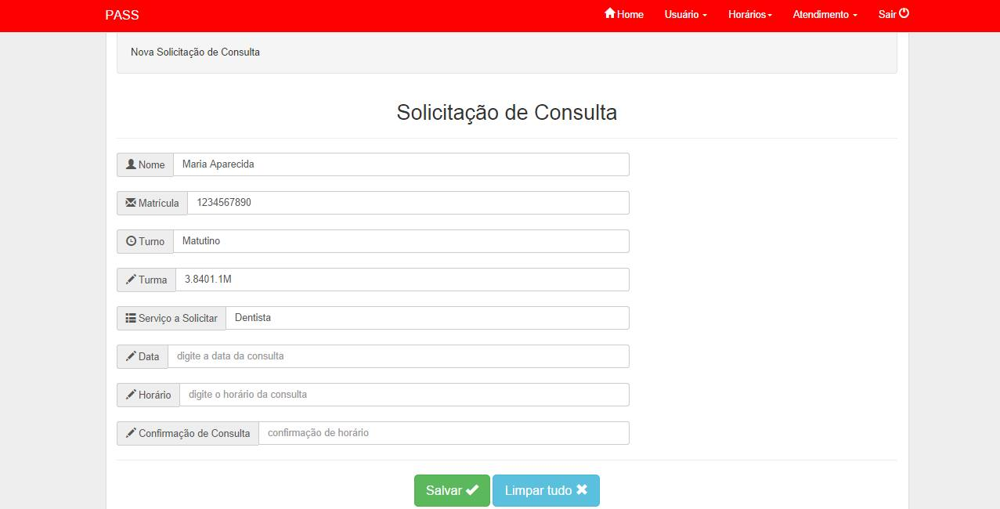 PASS Home Usuário Horários Atendimento Sair
Nova Solicitação de Consulta
Solicitação de Consulta
Nome Maria Aparecida
Matrícula 1234567890
Turno Matutino
Turma 3.8401.1M
Serviço a Solicitar Dentista
Data digite a data da consulta
Horário digite o horário da consulta
Confirmação de Consulta confirmação de horário
Salvar Limpar tudo